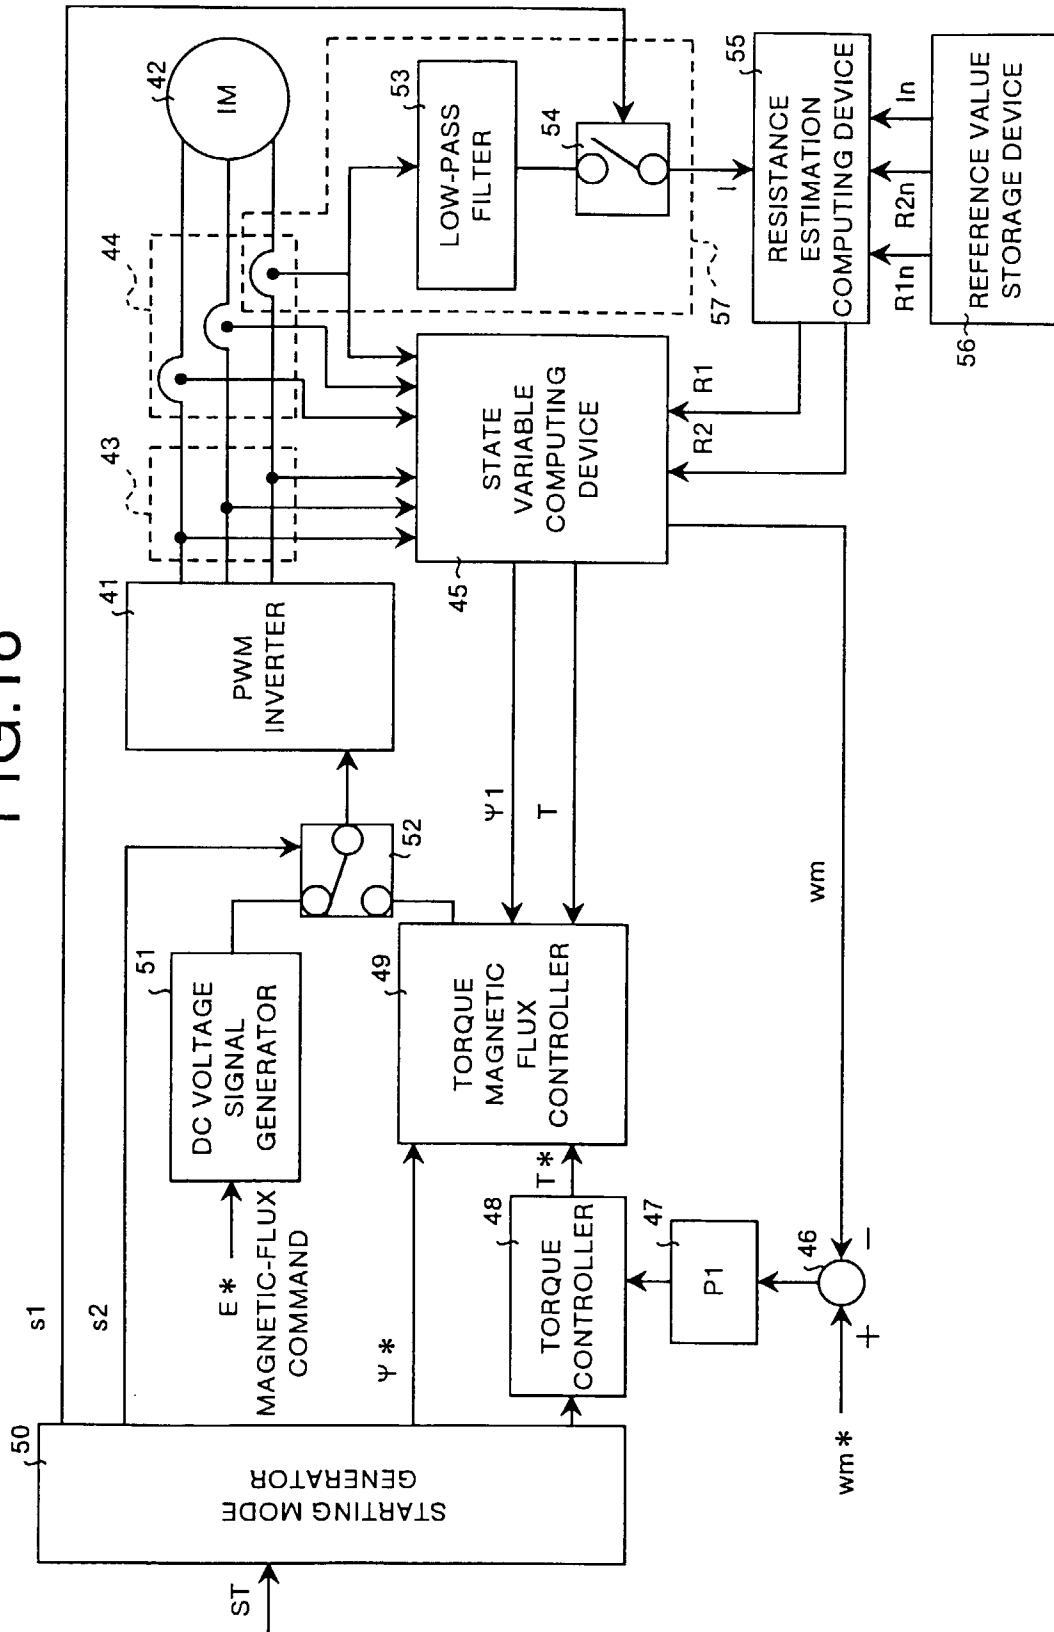 FIG.18
s1
s2
50
STARTING MODE
GENERATOR
ST
E*
MAGNETIC-FLUX
COMMAND
Ψ*
51
DC VOLTAGE
SIGNAL
GENERATOR
52
41
PWM
INVERTER
43
44
42
IM
49
TORQUE
MAGNETIC
FLUX
CONTROLLER
Ψ1
T
T*
48
TORQUE
CONTROLLER
47
P1
46
+
−
wm*
wm
45
STATE
VARIABLE
COMPUTING
DEVICE
53
LOW-PASS
FILTER
54
57
I
R1
R2
55
RESISTANCE
ESTIMATION
COMPUTING DEVICE
R1n
R2n
In
56
REFERENCE VALUE
STORAGE DEVICE